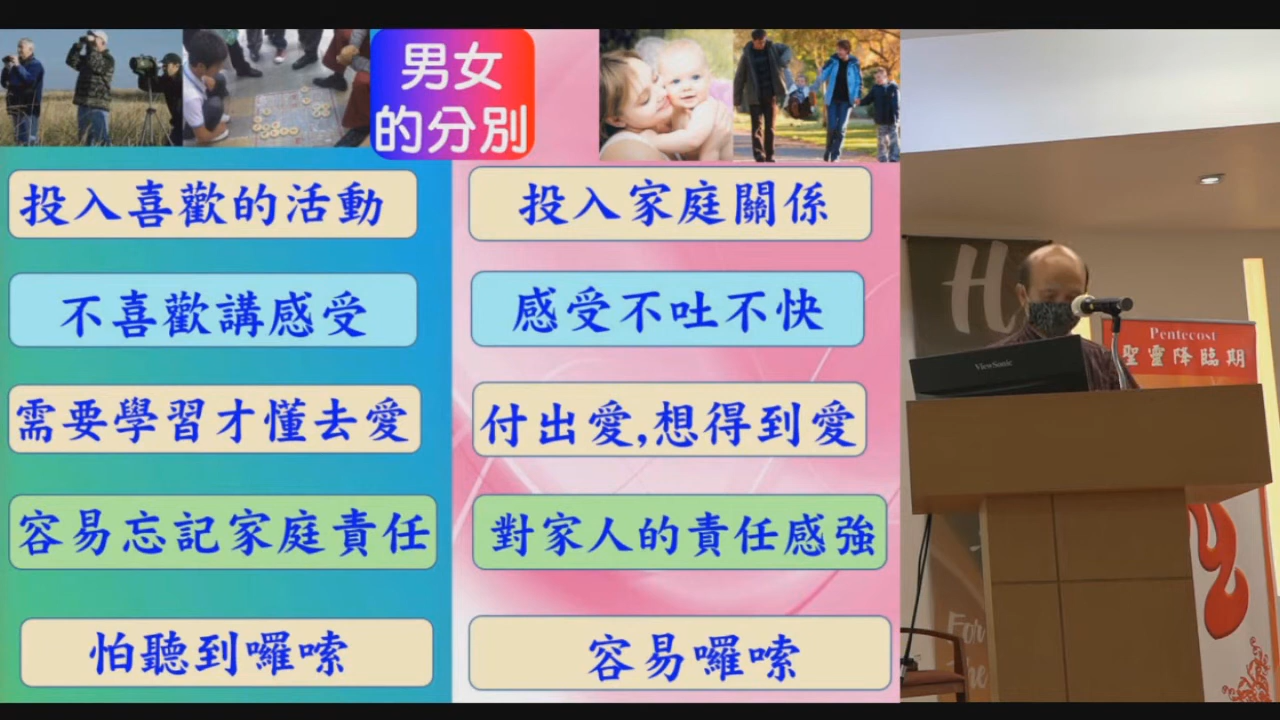 男女
的分別
投入喜歡的活動
投入家庭關係
不喜歡講感受
感受不吐不快
需要學習才懂去愛
付出愛,想得到愛
容易忘記家庭責任
對家人的責任感強
怕聽到囉嗦
容易囉嗦
ViewSonic
Pentecost
聖靈降臨期
H
For